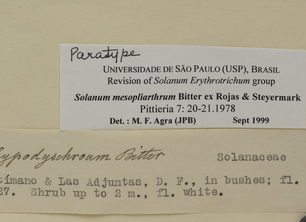 Paratype
UNIVERSIDADE DE SÃO PAULO (USP), BRASIL
Revision of Solanum Erythrotrichum group
Solanum mesopliarthrum Bitter ex Rojas & Steyermark
Pittieria 7: 20-21.1978
Det. : M. F. Agra (JPB) Sept 1999
hypodyschroum Bitter Solanaceae
tímano & Las Adjuntas, D. F., in bushes; fl.
27. Shrub up to 2 m., fl. white.